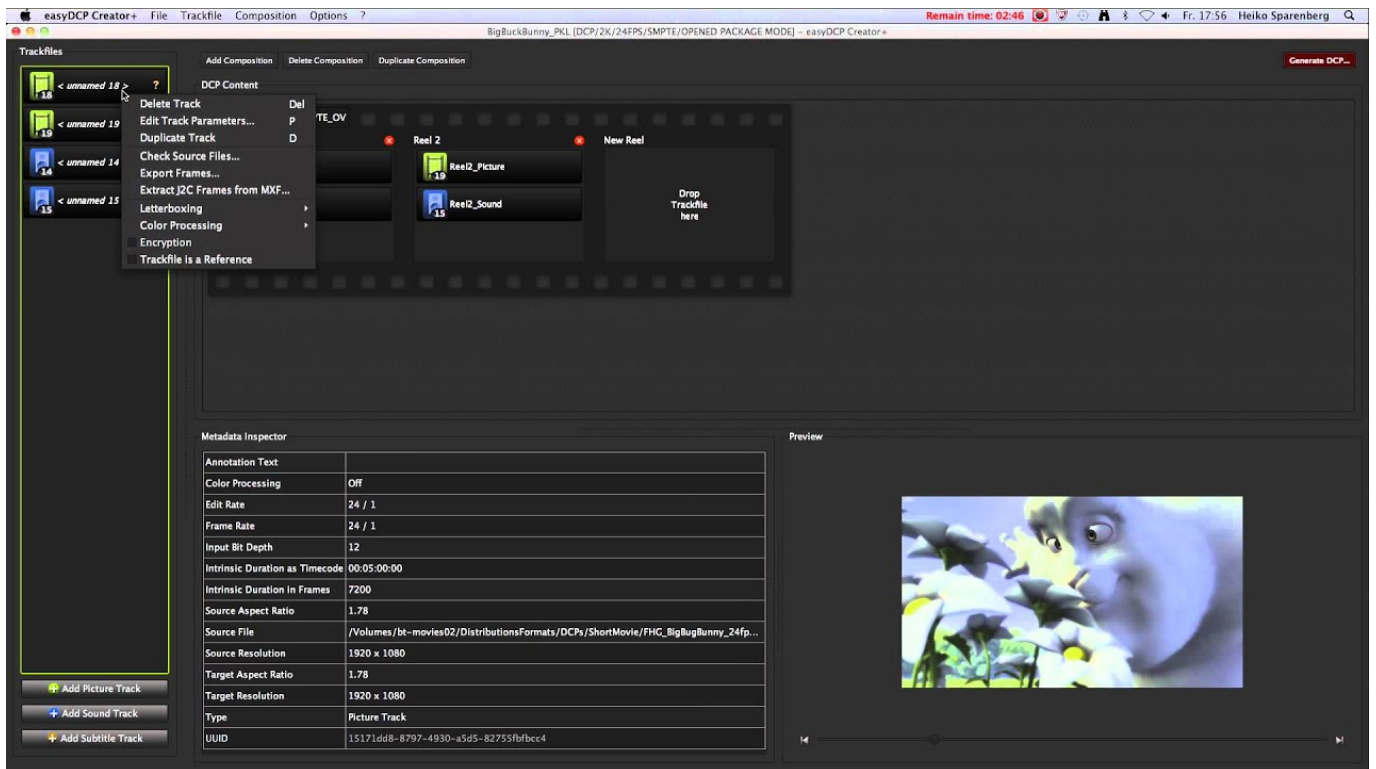 easyDCP Creator+ File Trackfile Composition Options ? Remain time: 02:46 Fr. 17:56 Heiko Sparenberg
BigBuckBunny_PKL [DCP/2K/24FPS/SMPTE/OPENED PACKAGE MODE] - easyDCP Creator+
Trackfiles
Add Composition Delete Composition Duplicate Composition Generate DCP...
< unnamed 18 > ?
18
DCP Content
Delete Track Del
Edit Track Parameters... P
Duplicate Track D
Check Source Files...
Export Frames...
Extract J2C Frames from MXF...
Letterboxing
Color Processing
Encryption
Trackfile is a Reference
< unnamed 19
19
< unnamed 14
14
< unnamed 15
15
TE_OV
Reel 2 New Reel
Reel2_Picture
19
Reel2_Sound
15
Drop
Trackfile
here
Metadata Inspector Preview
Annotation Text
Color Processing Off
Edit Rate 24 / 1
Frame Rate 24 / 1
Input Bit Depth 12
Intrinsic Duration as Timecode 00:05:00:00
Intrinsic Duration in Frames 7200
Source Aspect Ratio 1.78
Source File /Volumes/bt-movies02/DistributionsFormats/DCPs/ShortMovie/FHG_BigBugBunny_24fp...
Source Resolution 1920 x 1080
Target Aspect Ratio 1.78
Target Resolution 1920 x 1080
Type Picture Track
UUID 15171dd8-8797-4930-a5d5-82755fbfbcc4
Add Picture Track
Add Sound Track
Add Subtitle Track